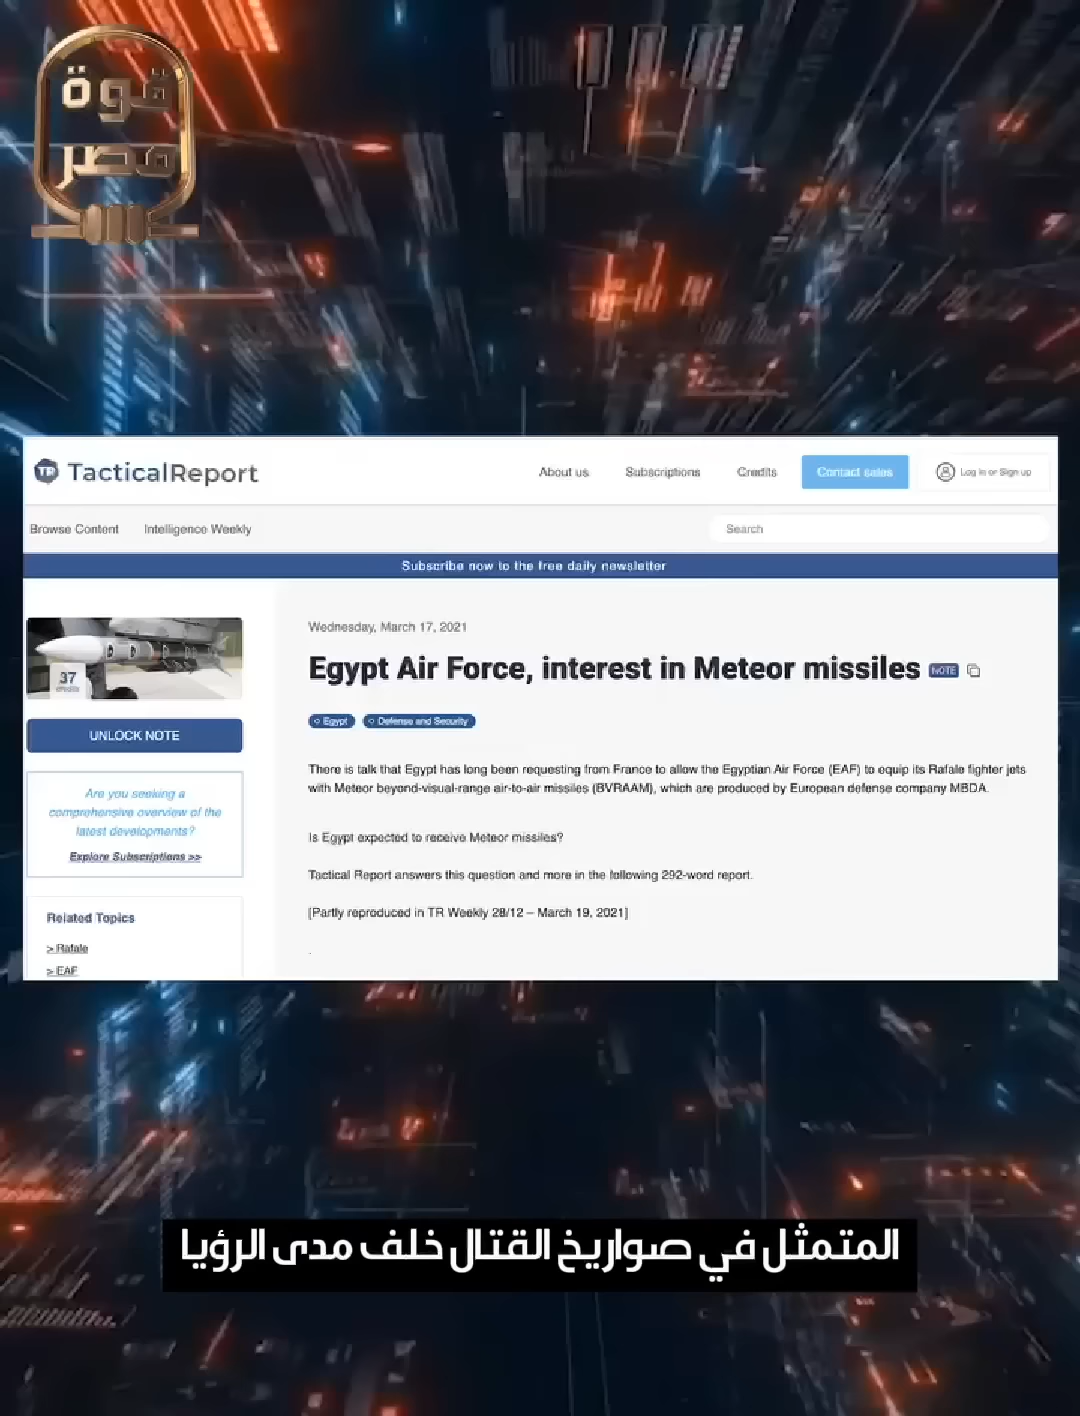 قوة
مصر
TR TacticalReport
About us
Subscriptions
Credits
Contact sales
Log in or Sign up
Browse Content
Intelligence Weekly
Search
Subscribe now to the free daily newsletter
37
credits
UNLOCK NOTE
Are you seeking a
comprehensive overview of the
latest developments?
Explore Subscriptions >>
Related Topics
> Rafale
> EAF
Wednesday, March 17, 2021
Egypt Air Force, interest in Meteor missiles NOTE
Egypt
Defense and Security
There is talk that Egypt has long been requesting from France to allow the Egyptian Air Force (EAF) to equip its Rafale fighter jets
with Meteor beyond-visual-range air-to-air missiles (BVRAAM), which are produced by European defense company MBDA.
Is Egypt expected to receive Meteor missiles?
Tactical Report answers this question and more in the following 292-word report.
[Partly reproduced in TR Weekly 28/12 – March 19, 2021]
.
المتمثل في صواريخ القتال خلف مدى الرؤيا